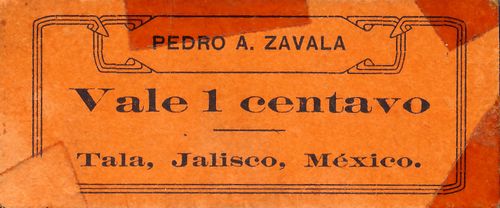 PEDRO A. ZAVALA
Vale 1 centavo
Tala, Jalisco, México.